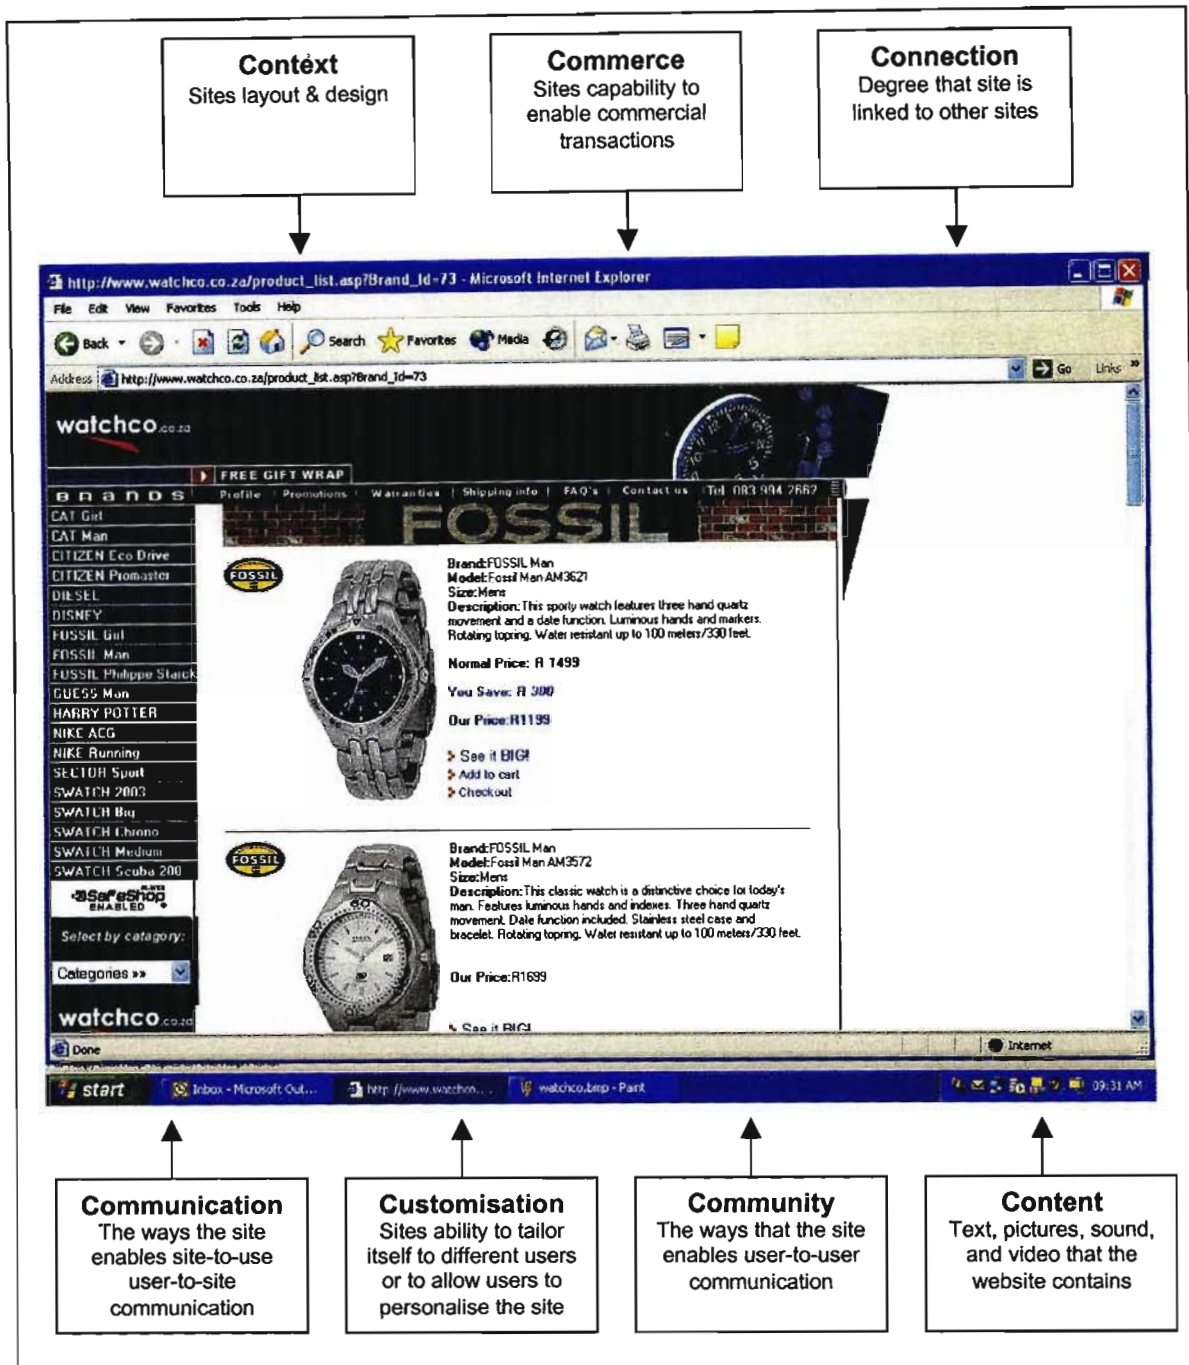 Context
Sites layout & design
Commerce
Sites capability to
enable commercial
transactions
Connection
Degree that site is
linked to other sites
http://www.watchco.co.za/product_list.asp?Brand_Id=73 - Microsoft Internet Explorer
File Edit View Favorites Tools Help
Back Search Favorites Media
Address http://www.watchco.co.za/product_list.asp?Brand_Id=73 Go Links »
watchco.co.za
FREE GIFT WRAP
BRANDS
Profile | Promotions | Warranties | Shipping info | FAQ's | Contact us | Tel 083 994 2662
FOSSIL
CAT Girl
CAT Man
CITIZEN Eco Drive
CITIZEN Promaster
DIESEL
DISNEY
FOSSIL Girl
FOSSIL Man
FOSSIL Philippe Starck
GUESS Man
HARRY POTTER
NIKE ACG
NIKE Running
SECTOR Sport
SWATCH 2003
SWATCH Big
SWATCH Chrono
SWATCH Medium
SWATCH Scuba 200
SafeShop
ENABLED
Select by catagory:
Categories »»
watchco.co.za
FOSSIL
Brand:FOSSIL Man
Model:Fossil Man AM3621
Size:Mens
Description:This sporty watch features three hand quartz
movement and a date function. Luminous hands and markers.
Rotating topring. Water resistant up to 100 meters/330 feet.
Normal Price: R 1499
You Save: R 300
Our Price:R1199
See it BIG!
Add to cart
Checkout
FOSSIL
Brand:FOSSIL Man
Model:Fossil Man AM3572
Size:Mens
Description:This classic watch is a distinctive choice for today's
man. Features luminous hands and indexes. Three hand quartz
movement. Date function included. Stainless steel case and
bracelet. Rotating topring. Water resistant up to 100 meters/330 feet.
Our Price:R1699
See it BIG!
Done Internet
start Inbox - Microsoft Out... http://www.watchco.... watchco.bmp - Paint 09:31 AM
Communication
The ways the site
enables site-to-use
user-to-site
communication
Customisation
Sites ability to tailor
itself to different users
or to allow users to
personalise the site
Community
The ways that the site
enables user-to-user
communication
Content
Text, pictures, sound,
and video that the
website contains